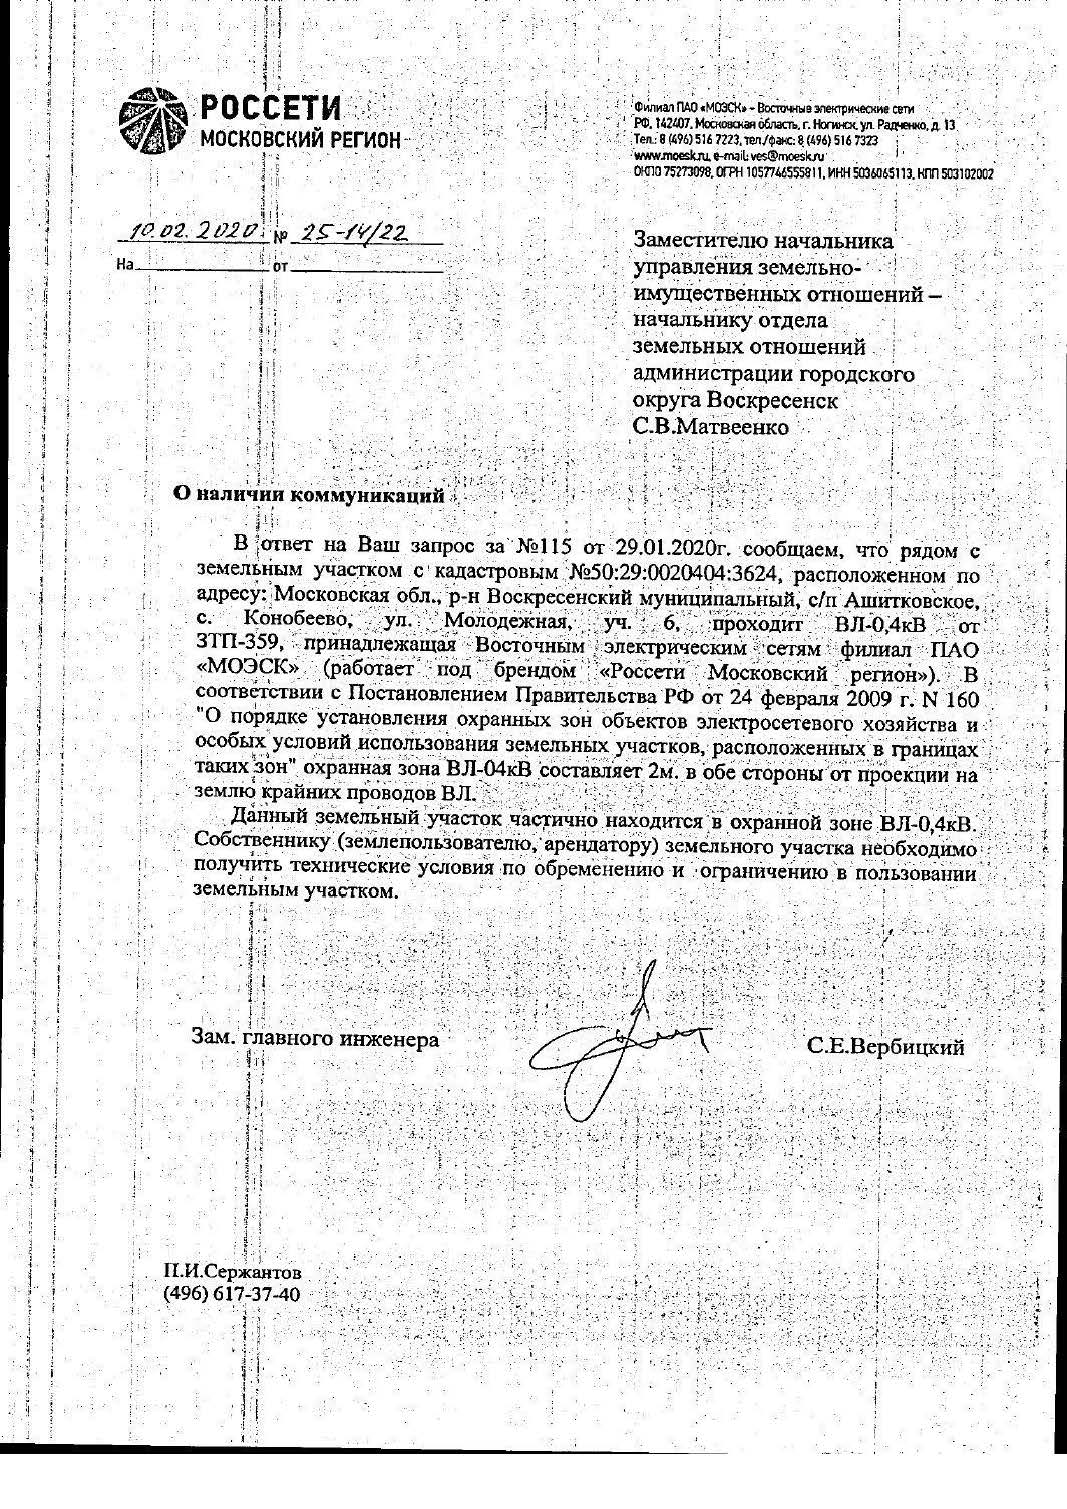 РОССЕТИ
МОСКОВСКИЙ РЕГИОН
Филиал ПАО «МОЭСК» - Восточные электрические сети
РФ, 142407, Московская область, г. Ногинск, ул. Радченко, д. 13
Тел.: 8 (496) 516 7223, тел/факс: 8 (496) 516 7323
www.moesk.ru, e-mail: ves@moesk.ru
ОКПО 75273098, ОГРН 1057746555811, ИНН 5036065113, КПП 503102002
10.02.2020 № 25-14/22
На от
Заместителю начальника
управления земельно-
имущественных отношений –
начальнику отдела
земельных отношений
администрации городского
округа Воскресенск
С.В.Матвеенко
О наличии коммуникаций
В ответ на Ваш запрос за №115 от 29.01.2020г. сообщаем, что рядом с
земельным участком с кадастровым №50:29:0020404:3624, расположенном по
адресу: Московская обл., р-н Воскресенский муниципальный, с/п Ашитковское,
с. Конобеево, ул. Молодежная, уч. 6, проходит ВЛ-0,4кВ от
ЗТП-359, принадлежащая Восточным электрическим сетям филиал ПАО
«МОЭСК» (работает под брендом «Россети Московский регион»). В
соответствии с Постановлением Правительства РФ от 24 февраля 2009 г. N 160
"О порядке установления охранных зон объектов электросетевого хозяйства и
особых условий использования земельных участков, расположенных в границах
таких зон" охранная зона ВЛ-04кВ составляет 2м. в обе стороны от проекции на
землю крайних проводов ВЛ.
Данный земельный участок частично находится в охранной зоне ВЛ-0,4кВ.
Собственнику (землепользователю, арендатору) земельного участка необходимо
получить технические условия по обременению и ограничению в пользовании
земельным участком.
Зам. главного инженера
С.Е.Вербицкий
П.И.Сержантов
(496) 617-37-40